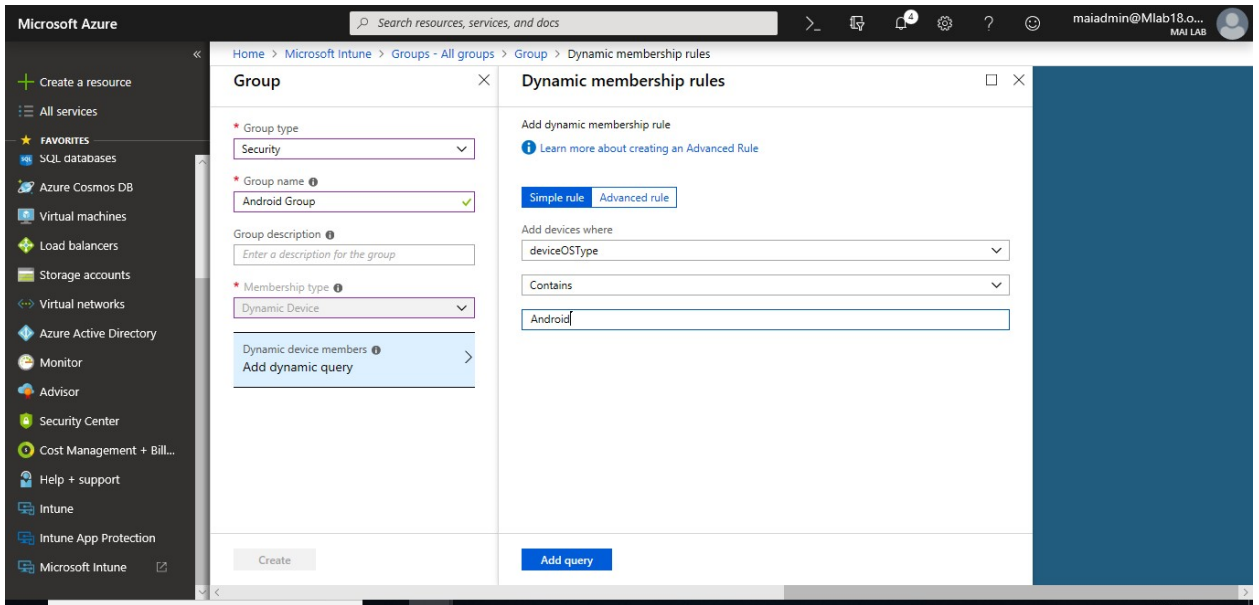 Microsoft Azure
Search resources, services, and docs
4
maiadmin@Mlab18.o...
MAI LAB
Home > Microsoft Intune > Groups - All groups > Group > Dynamic membership rules
Create a resource
All services
FAVORITES
SQL databases
Azure Cosmos DB
Virtual machines
Load balancers
Storage accounts
Virtual networks
Azure Active Directory
Monitor
Advisor
Security Center
Cost Management + Bill...
Help + support
Intune
Intune App Protection
Microsoft Intune
Group
* Group type
Security
* Group name
Android Group
Group description
Enter a description for the group
* Membership type
Dynamic Device
Dynamic device members
Add dynamic query
Create
Dynamic membership rules
Add dynamic membership rule
Learn more about creating an Advanced Rule
Simple rule Advanced rule
Add devices where
deviceOSType
Contains
Android
Add query